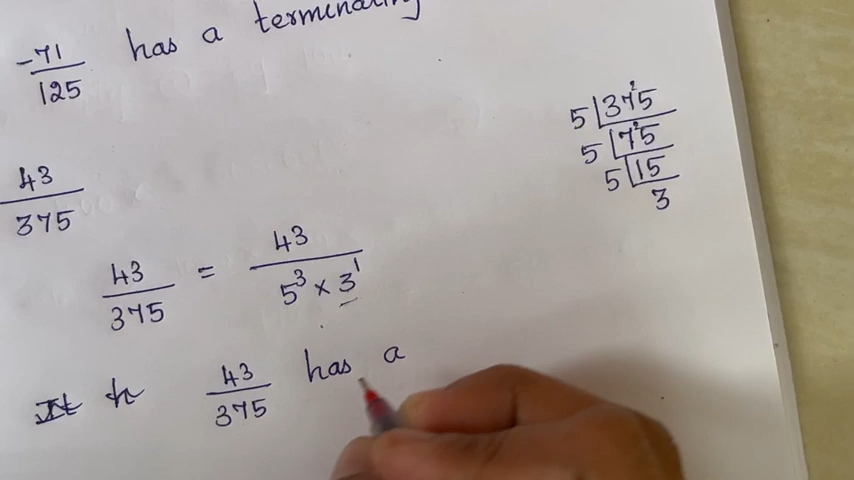 -71/125 has a terminating
43/375
43/375 = 43/5³ × 3¹
43/375 has a
5 375
5 75
5 15
3